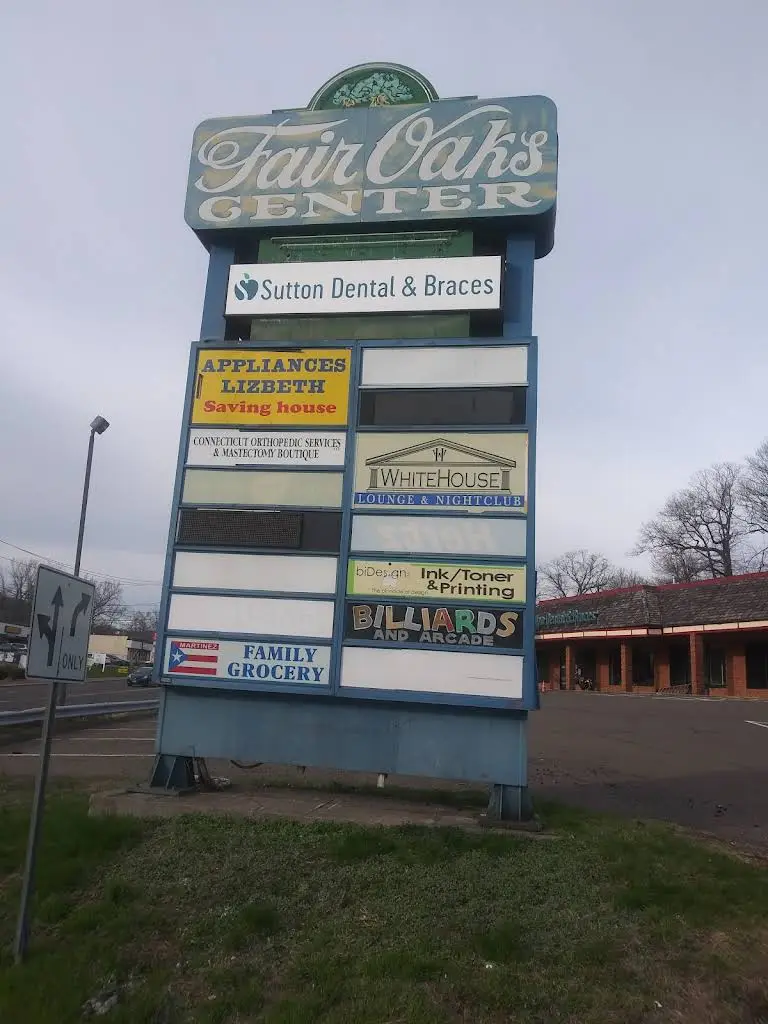 Fair Oaks
CENTER
Sutton Dental & Braces
APPLIANCES
LIZBETH
Saving house
CONNECTICUT ORTHOPEDIC SERVICES
& MASTECTOMY BOUTIQUE
MARTINEZ
FAMILY
GROCERY
WH
WHITEHOUSE
LOUNGE & NIGHTCLUB
biDesign
Ink/Toner
& Printing
BILLIARDS
AND ARCADE
ONLY